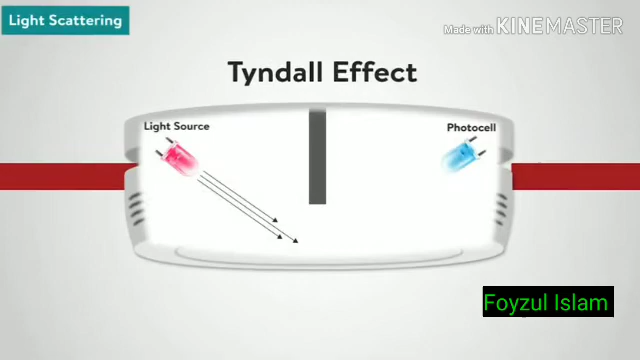 Light Scattering
Made with KINEMASTER
Tyndall Effect
Light Source
Photocell
Foyzul Islam